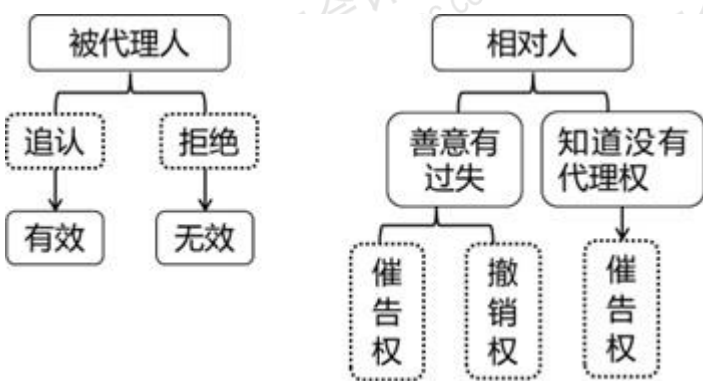 被代理人
追认
拒绝
有效
无效
相对人
善意有
过失
知道没有
代理权
催
告
权
撤
销
权
催
告
权